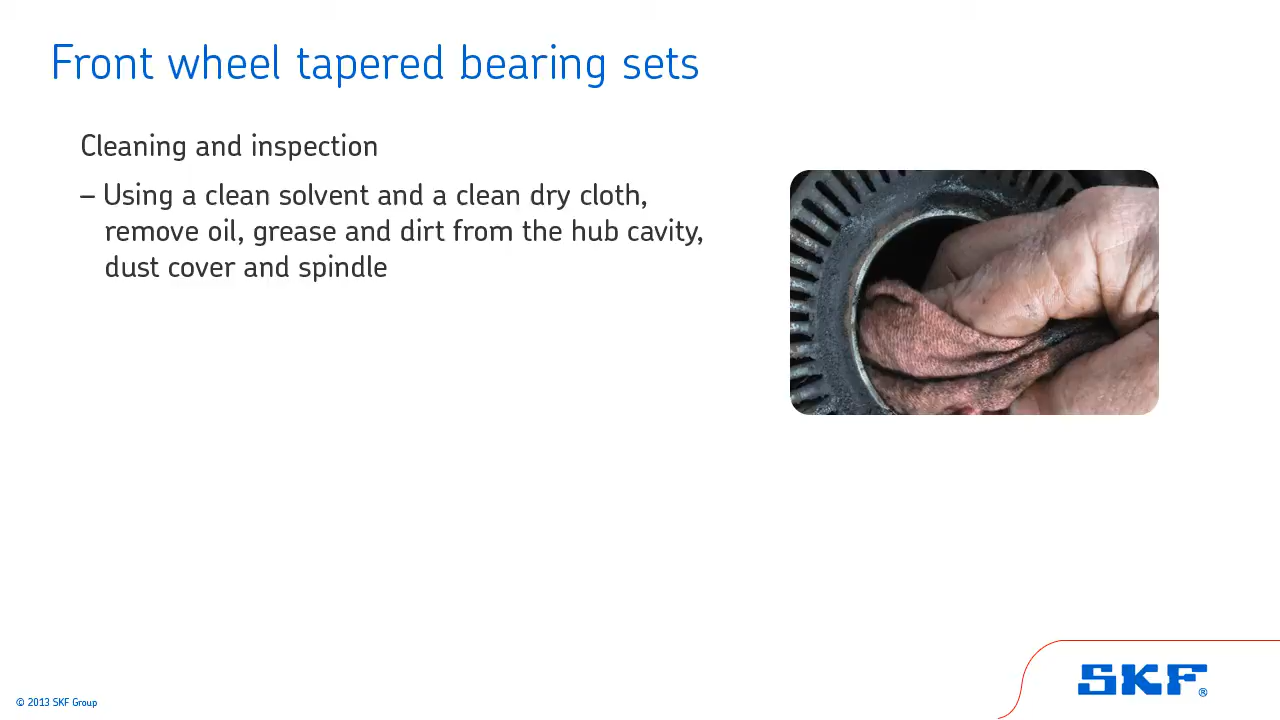 Front wheel tapered bearing sets
Cleaning and inspection
– Using a clean solvent and a clean dry cloth,
remove oil, grease and dirt from the hub cavity,
dust cover and spindle
© 2013 SKF Group
SKF®